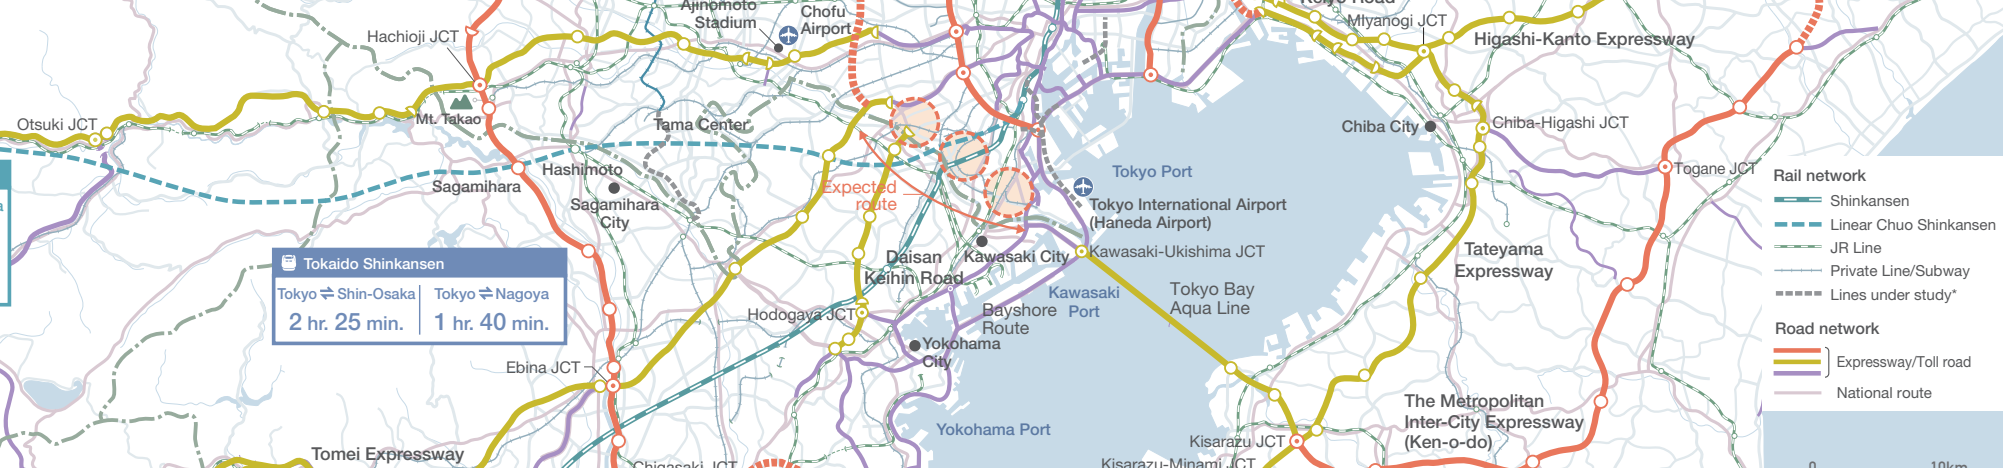 Ajinomoto
Stadium
Chofu
Airport
Hachioji JCT
MIyanogi JCT
Higashi-Kanto Expressway
Otsuki JCT
Mt. Takao
Tama Center
Chiba City
Chiba-Higashi JCT
Hashimoto
Sagamihara
Sagamihara
City
Expected
route
Tokyo Port
Tokyo International Airport
(Haneda Airport)
Togane JCT
Rail network
Shinkansen
Linear Chuo Shinkansen
JR Line
Private Line/Subway
Lines under study*
Road network
Expressway/Toll road
National route
Tokaido Shinkansen
Tokyo ⇌ Shin-Osaka
2 hr. 25 min.
Tokyo ⇌ Nagoya
1 hr. 40 min.
Daisan
Keihin Road
Kawasaki City
Kawasaki-Ukishima JCT
Tateyama
Expressway
Kawasaki
Port
Tokyo Bay
Aqua Line
Hodogaya JCT
Bayshore
Route
Yokohama
City
Ebina JCT
The Metropolitan
Inter-City Expressway
(Ken-o-do)
Yokohama Port
Kisarazu JCT
Tomei Expressway
Chigasaki JCT
Kisarazu-Minami JCT
0
10km